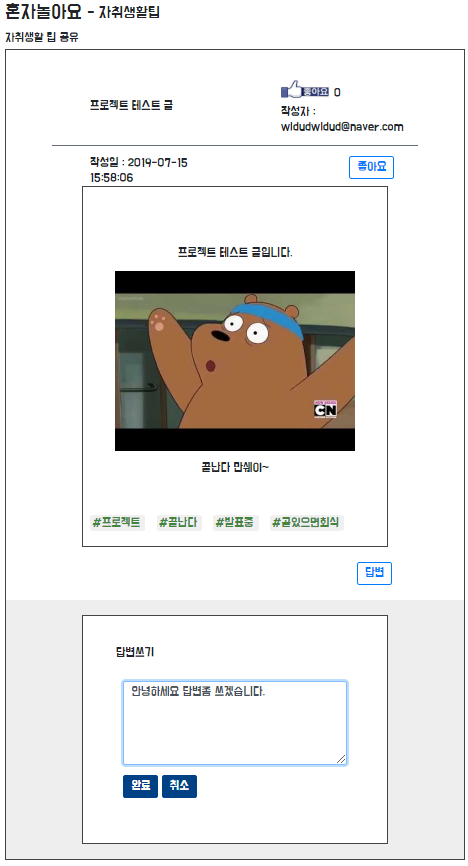 혼자놀아요 - 자취생활팁
자취생활 팁 공유
프로젝트 테스트 글
좋아요 0
작성자 :
wldudwldud@naver.com
작성일 : 2019-07-15
15:58:06
좋아요
프로젝트 테스트 글입니다.
CN
끝난다 만쉐이~
#프로젝트 #끝난다 #발표중 #곧있으면회식
답변
답변쓰기
안녕하세요 답변좀 쓰겠습니다.
완료 취소